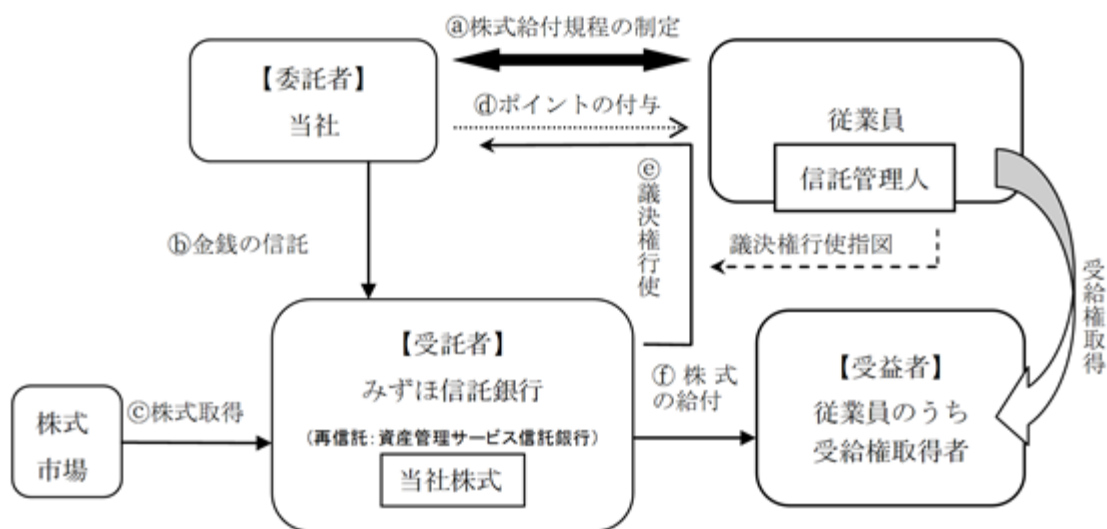 ⓐ株式給付規程の制定
【委託者】
当社
ⓓポイントの付与
従業員
信託管理人
ⓔ議決権行使
議決権行使指図
ⓑ金銭の信託
受給権取得
【受託者】
みずほ信託銀行
(再信託：資産管理サービス信託銀行)
当社株式
ⓕ株式
の給付
【受益者】
従業員のうち
受給権取得者
ⓒ株式取得
株式
市場